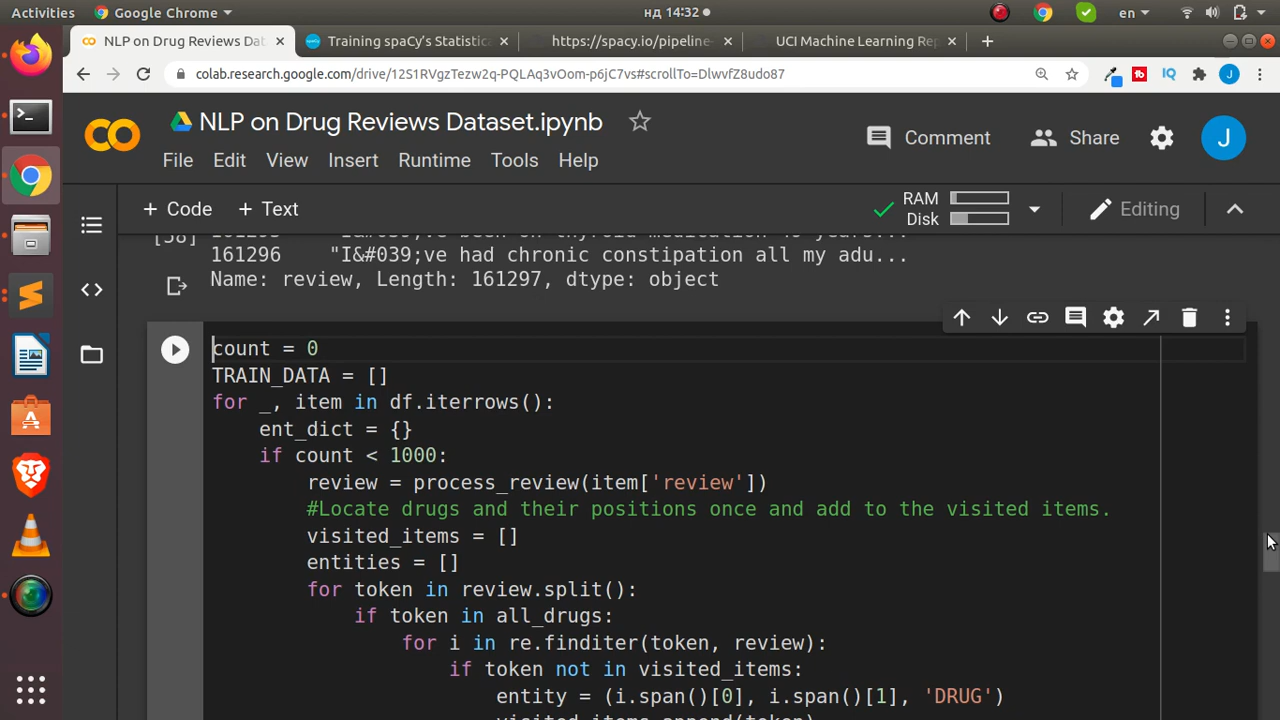 Activities Google Chrome нд 14:32 en
NLP on Drug Reviews Dat Training spaCy's Statistica https://spacy.io/pipeline- UCI Machine Learning Rep
colab.research.google.com/drive/12S1RVgzTezw2q-PQLAq3vOom-p6jC7vs#scrollTo=DlwvfZ8udo87 IQ J
CO NLP on Drug Reviews Dataset.ipynb Comment Share J
File Edit View Insert Runtime Tools Help
+ Code + Text RAM Disk Editing
161296 "I&#039;ve had chronic constipation all my adu...
Name: review, Length: 161297, dtype: object
count = 0
TRAIN_DATA = []
for _, item in df.iterrows():
ent_dict = {}
if count < 1000:
review = process_review(item['review'])
#Locate drugs and their positions once and add to the visited items.
visited_items = []
entities = []
for token in review.split():
if token in all_drugs:
for i in re.finditer(token, review):
if token not in visited_items:
entity = (i.span()[0], i.span()[1], 'DRUG')
visited_items.append(token)